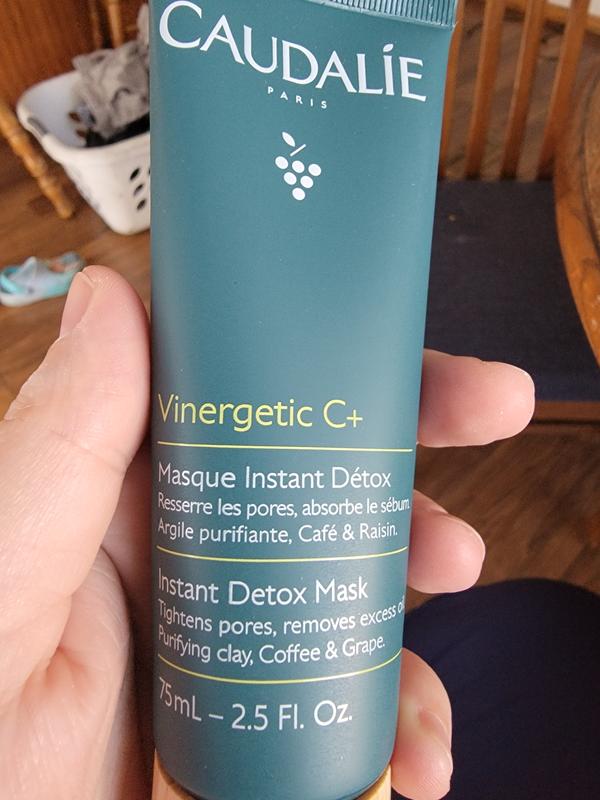 CAUDALÍE
PARIS
Vinergetic C+
Masque Instant Détox
Resserre les pores, absorbe le sébum.
Argile purifiante, Café & Raisin.
Instant Detox Mask
Tightens pores, removes excess
Purifying clay, Coffee & Grape.
75mL – 2.5 Fl. Oz.